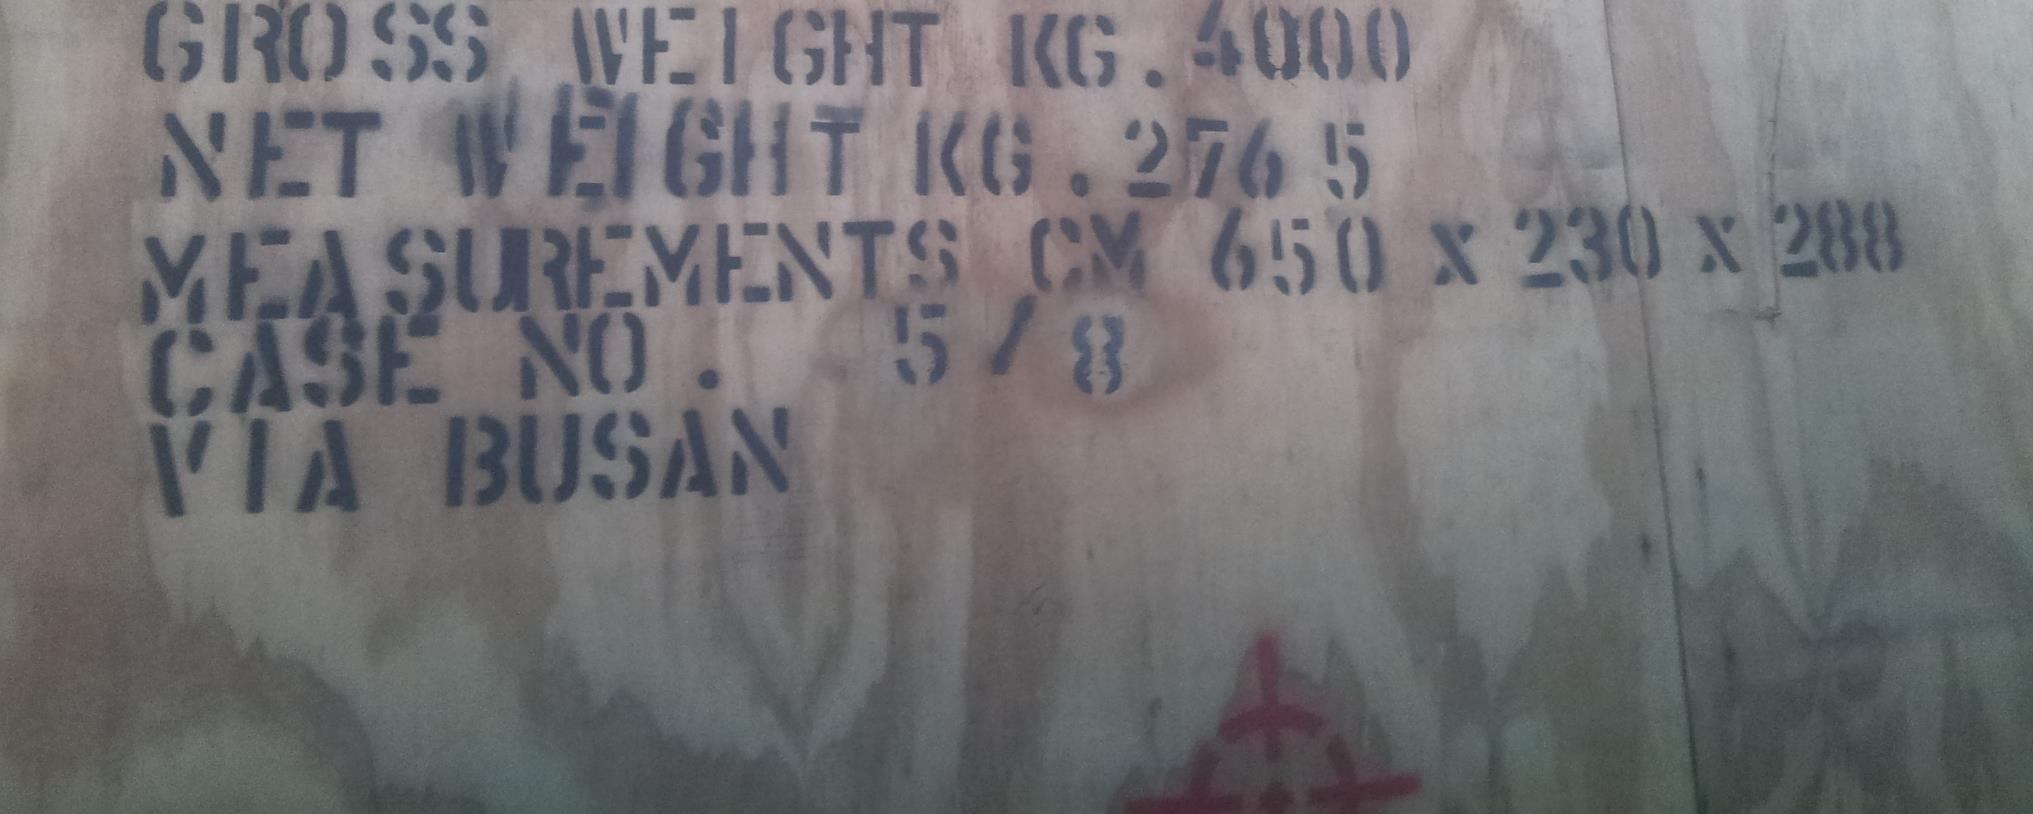 GROSS WEIGHT KG. 4000
NET WEIGHT KG. 2765
MEASUREMENTS CM 650 x 230 x 288
CASE NO. 5/8
VIA BUSAN